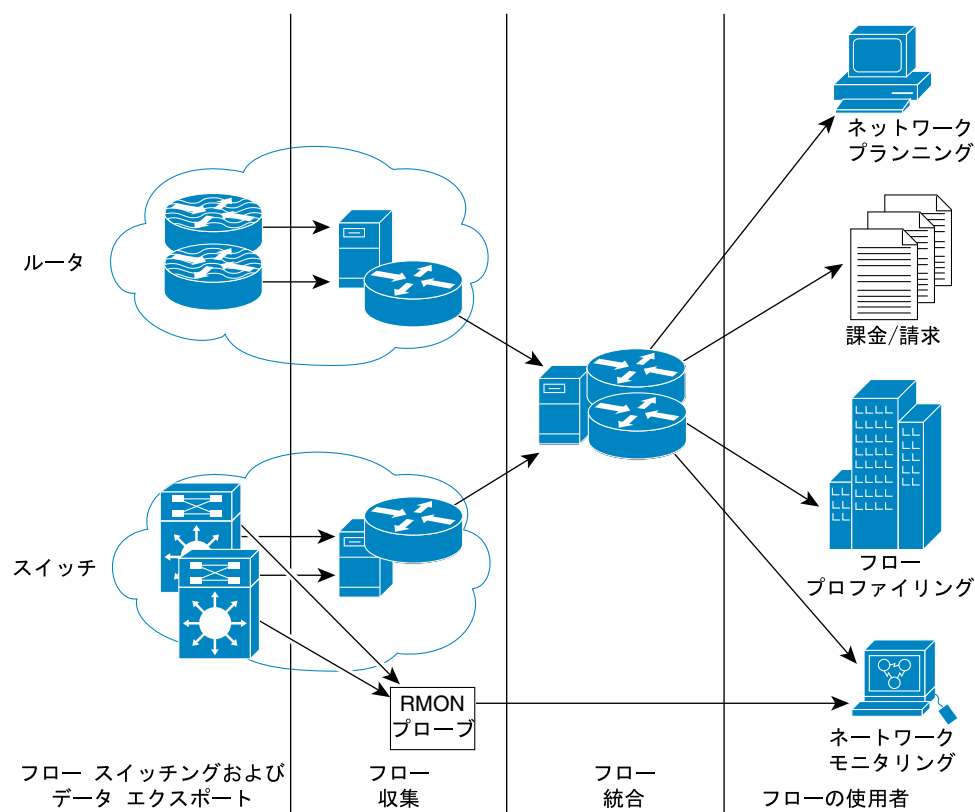 ネットワーク
プランニング
ルータ
課金/請求
スイッチ
フロー
プロファイリング
RMON
プローブ
ネートワーク
モニタリング
フロー スイッチングおよび
データ エクスポート
フロー
収集
フロー
統合
フローの使用者